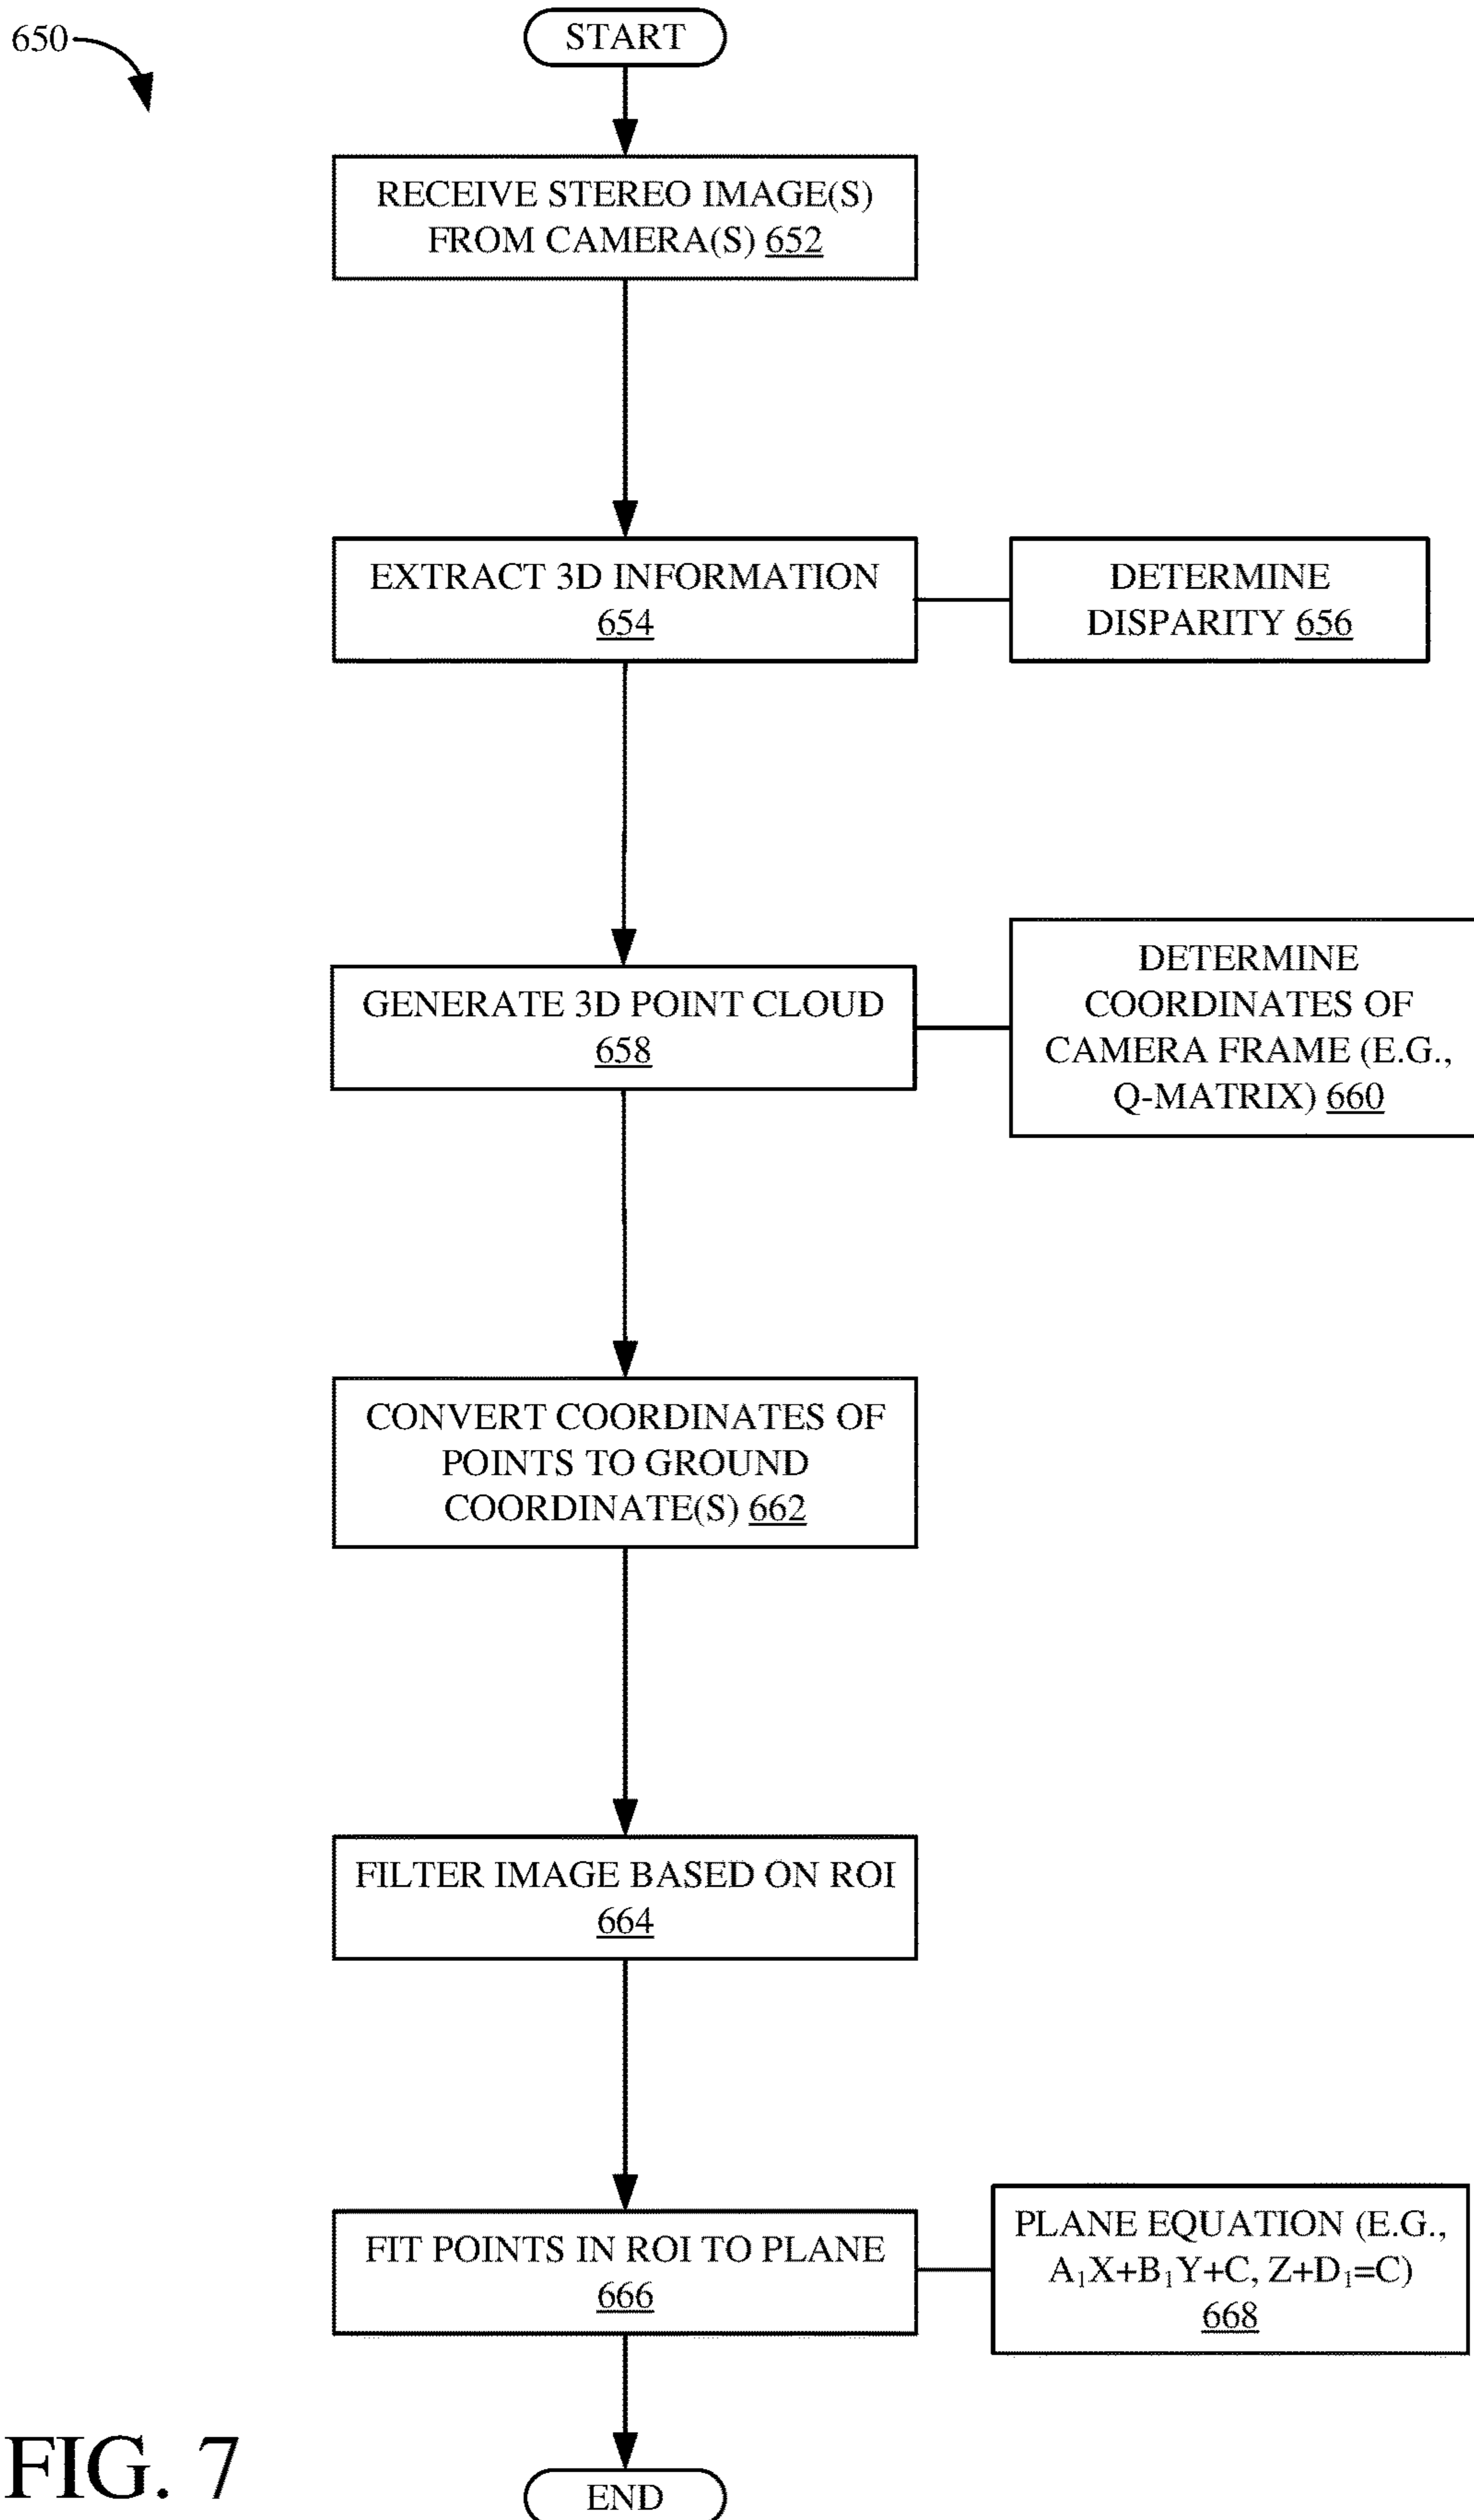 650
START
RECEIVE STEREO IMAGE(S)
FROM CAMERA(S) 652
EXTRACT 3D INFORMATION
654
DETERMINE
DISPARITY 656
GENERATE 3D POINT CLOUD
658
DETERMINE
COORDINATES OF
CAMERA FRAME (E.G.,
Q-MATRIX) 660
CONVERT COORDINATES OF
POINTS TO GROUND
COORDINATE(S) 662
FILTER IMAGE BASED ON ROI
664
FIT POINTS IN ROI TO PLANE
666
PLANE EQUATION (E.G.,
A₁X+B₁Y+C, Z+D₁=C)
668
END
FIG. 7